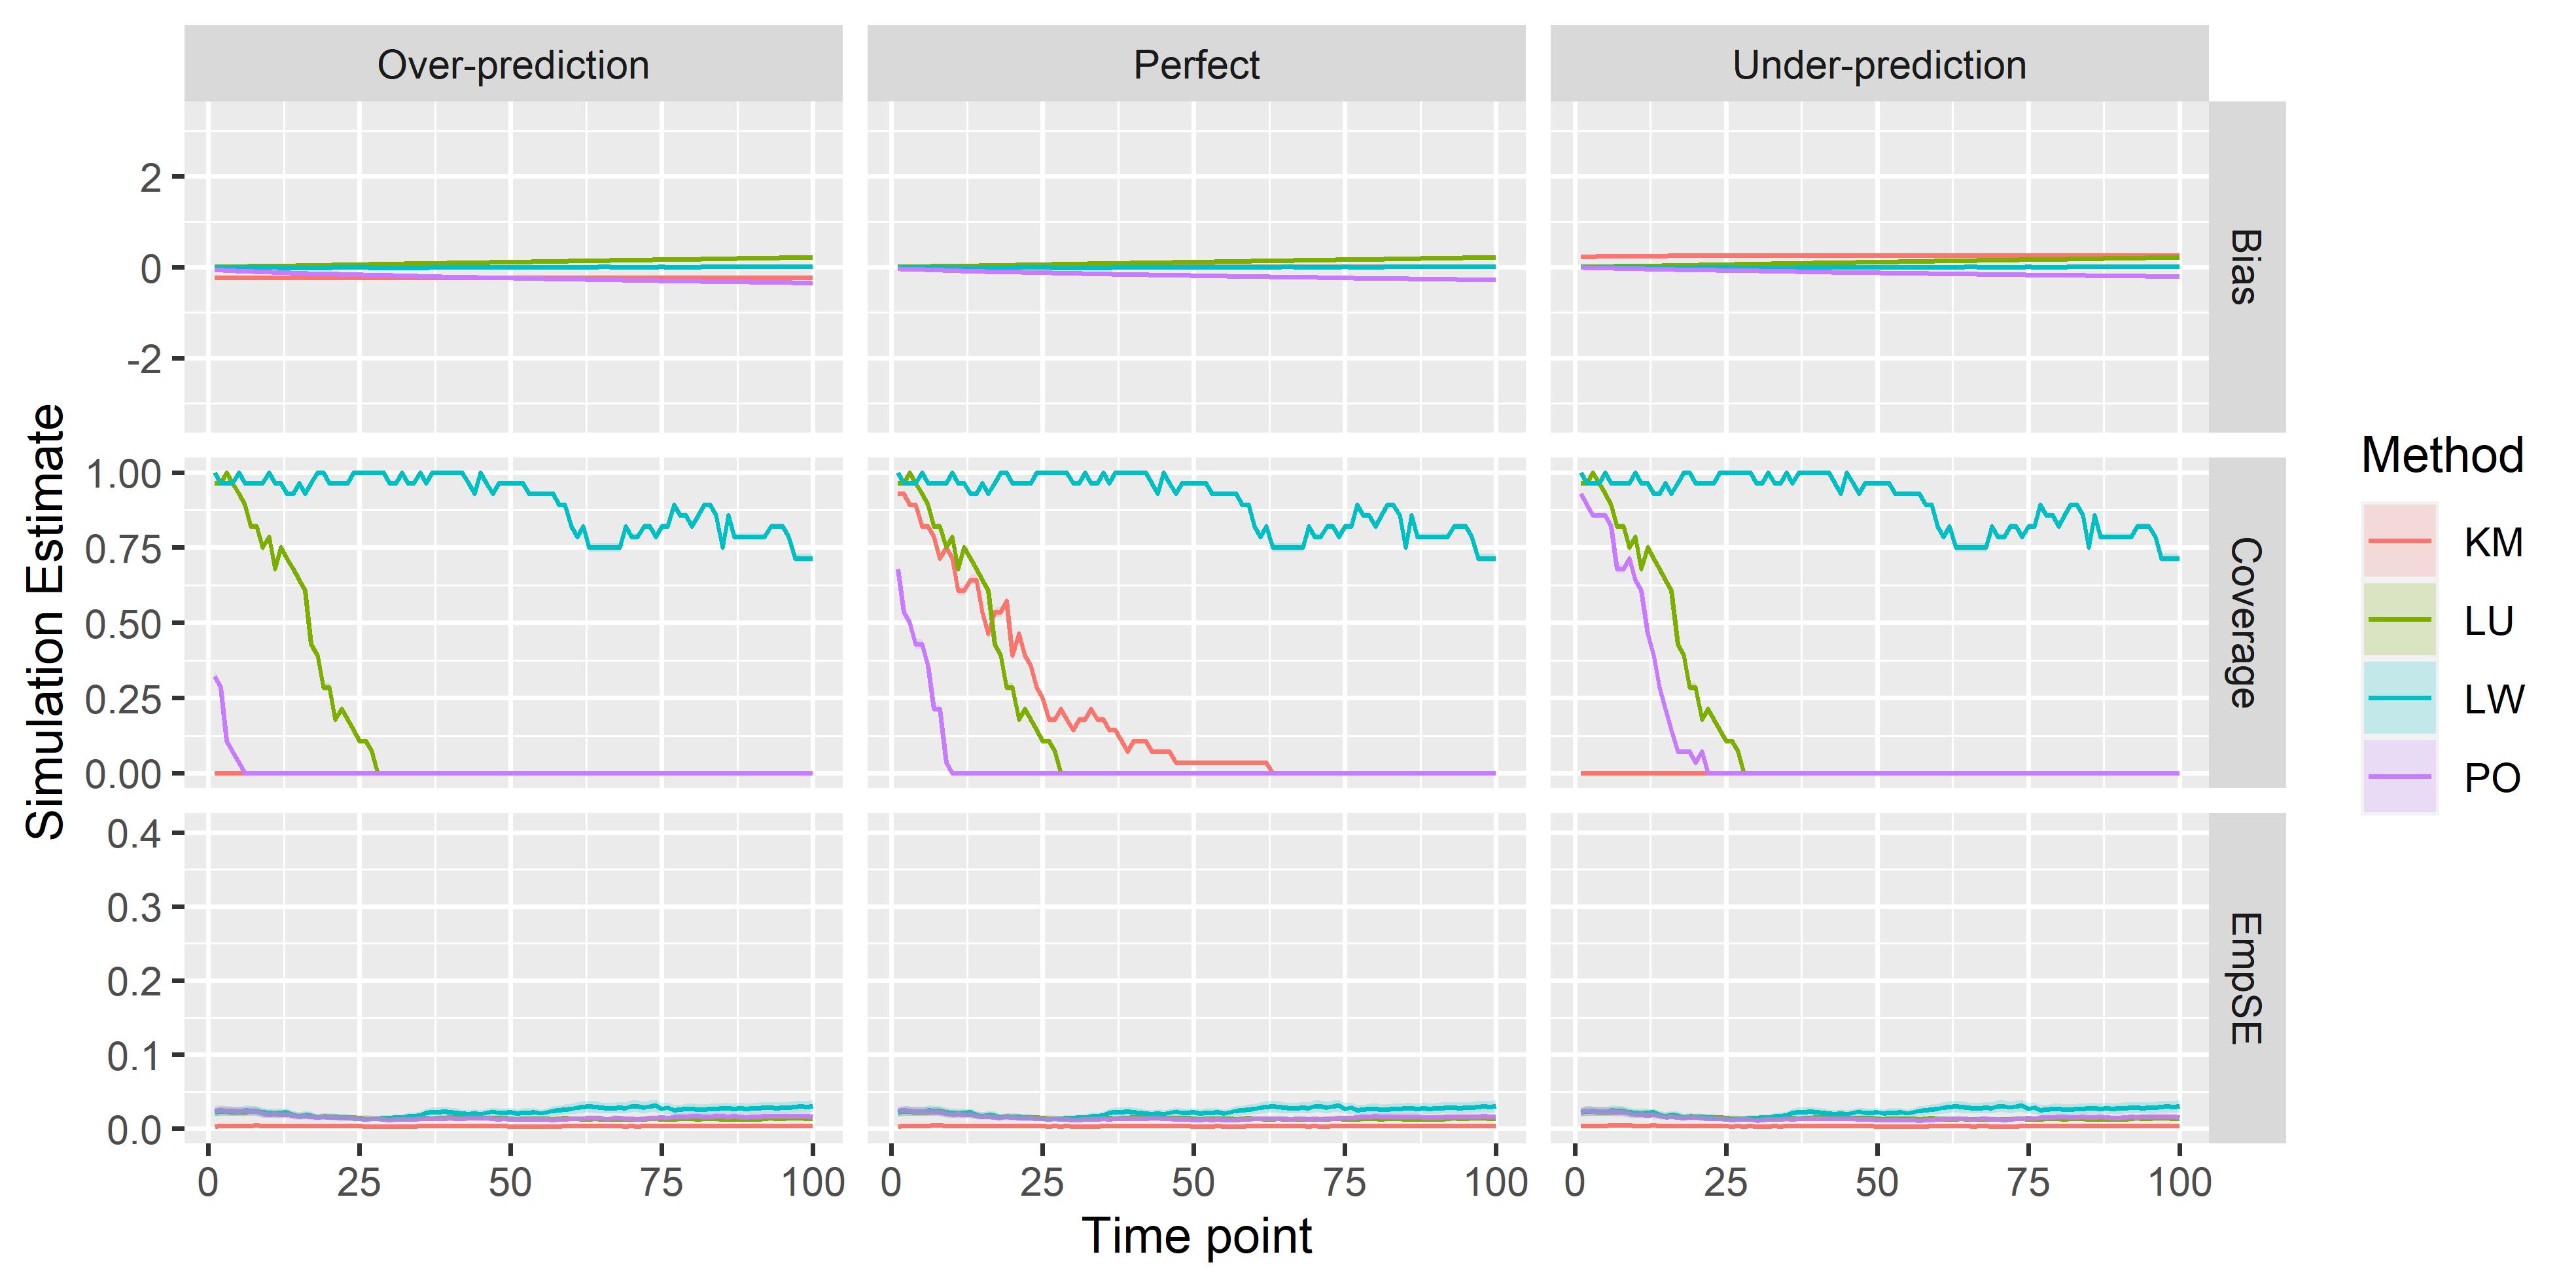 Over-prediction
Perfect
Under-prediction
Simulation Estimate
2
0
-2
Bias
1.00
0.75
0.50
0.25
0.00
Coverage
0.4
0.3
0.2
0.1
0.0
EmpSE
0 25 50 75 100
0 25 50 75 100
0 25 50 75 100
Time point
Method
KM
LU
LW
PO